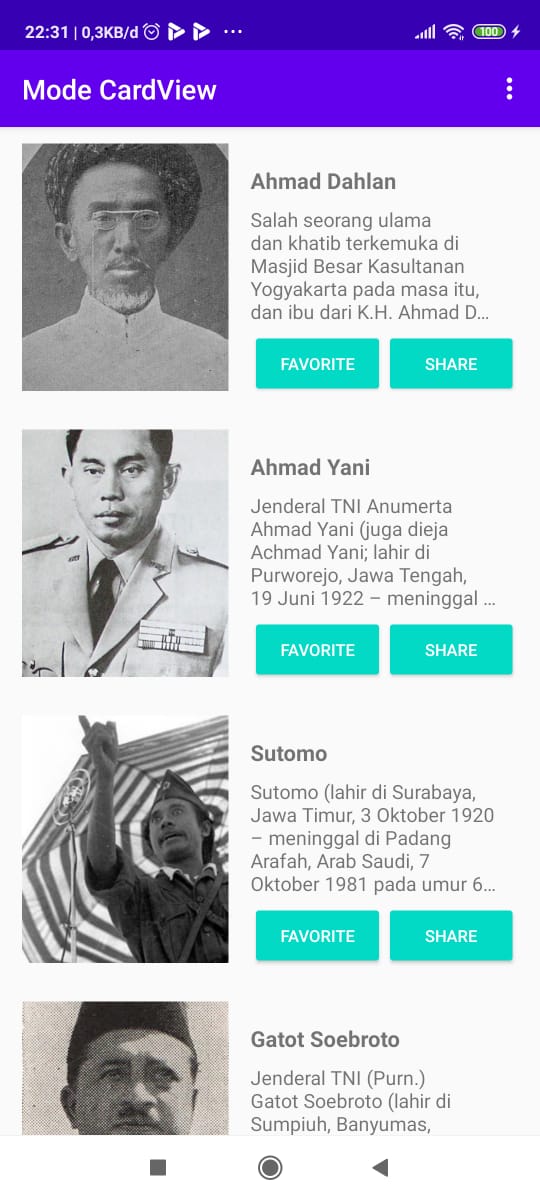 22:31 | 0,3KB/d
100
Mode CardView
Ahmad Dahlan
Salah seorang ulama
dan khatib terkemuka di
Masjid Besar Kasultanan
Yogyakarta pada masa itu,
dan ibu dari K.H. Ahmad D...
FAVORITE SHARE
Ahmad Yani
Jenderal TNI Anumerta
Ahmad Yani (juga dieja
Achmad Yani; lahir di
Purworejo, Jawa Tengah,
19 Juni 1922 – meninggal ...
FAVORITE SHARE
Sutomo
Sutomo (lahir di Surabaya,
Jawa Timur, 3 Oktober 1920
– meninggal di Padang
Arafah, Arab Saudi, 7
Oktober 1981 pada umur 6...
FAVORITE SHARE
Gatot Soebroto
Jenderal TNI (Purn.)
Gatot Soebroto (lahir di
Sumpiuh, Banyumas,